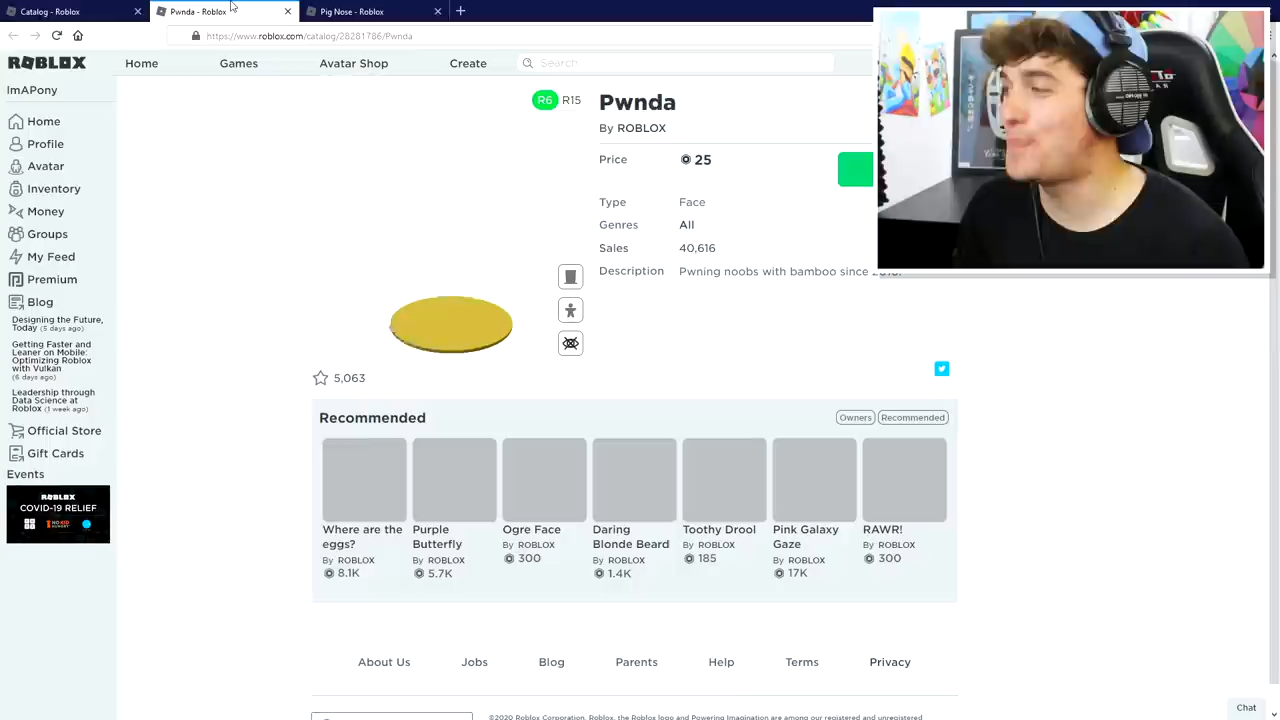 Catalog - Roblox
Pwnda - Roblox
Pig Nose - Roblox
https://www.roblox.com/catalog/28281786/Pwnda
ROBLOX
Home
Games
Avatar Shop
Create
Search
ImAPony
Home
Profile
Avatar
Inventory
Money
Groups
My Feed
Premium
Blog
Designing the Future,
Today (5 days ago)
Getting Faster and
Leaner on Mobile:
Optimizing Roblox
with Vulkan
(6 days ago)
Leadership through
Data Science at
Roblox (1 week ago)
Official Store
Gift Cards
Events
ROBLOX
COVID-19 RELIEF
NO KID
HUNGRY
R6 R15
Pwnda
By ROBLOX
Price 25
Type Face
Genres All
Sales 40,616
Description Pwning noobs with bamboo since
5,063
Recommended
Owners
Recommended
Where are the
eggs?
By ROBLOX
8.1K
Purple
Butterfly
By ROBLOX
5.7K
Ogre Face
By ROBLOX
300
Daring
Blonde Beard
By ROBLOX
1.4K
Toothy Drool
By ROBLOX
185
Pink Galaxy
Gaze
By ROBLOX
17K
RAWR!
By ROBLOX
300
About Us
Jobs
Blog
Parents
Help
Terms
Privacy
©2020 Roblox Corporation. Roblox, the Roblox logo and Powering Imagination are among our registered and unregistered
Chat